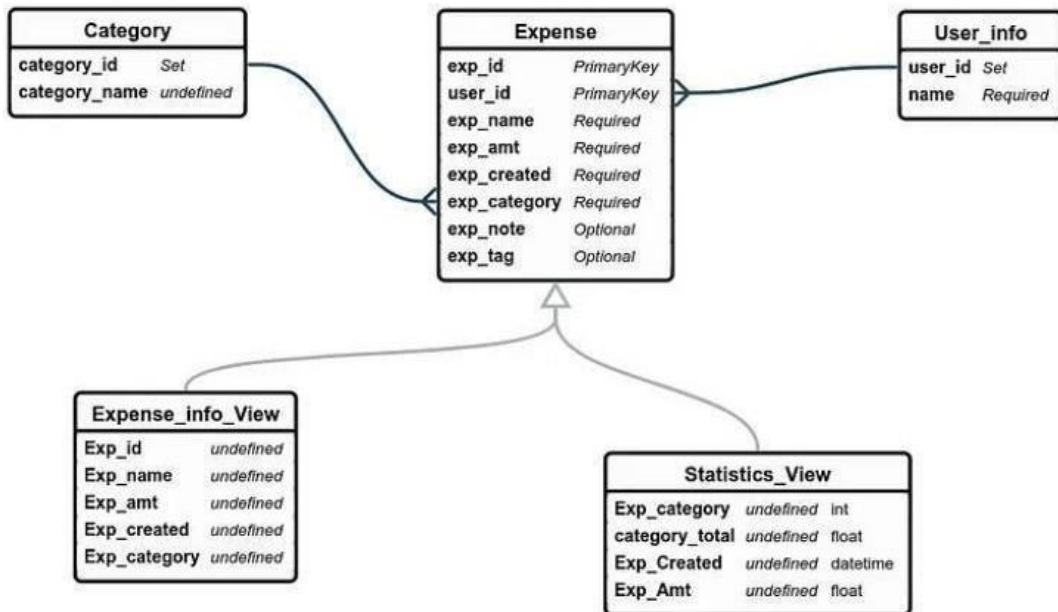 Category
category_id Set
category_name undefined
Expense
exp_id PrimaryKey
user_id PrimaryKey
exp_name Required
exp_amt Required
exp_created Required
exp_category Required
exp_note Optional
exp_tag Optional
User_info
user_id Set
name Required
Expense_info_View
Exp_id undefined
Exp_name undefined
Exp_amt undefined
Exp_created undefined
Exp_category undefined
Statistics_View
Exp_category undefined int
category_total undefined float
Exp_Created undefined datetime
Exp_Amt undefined float